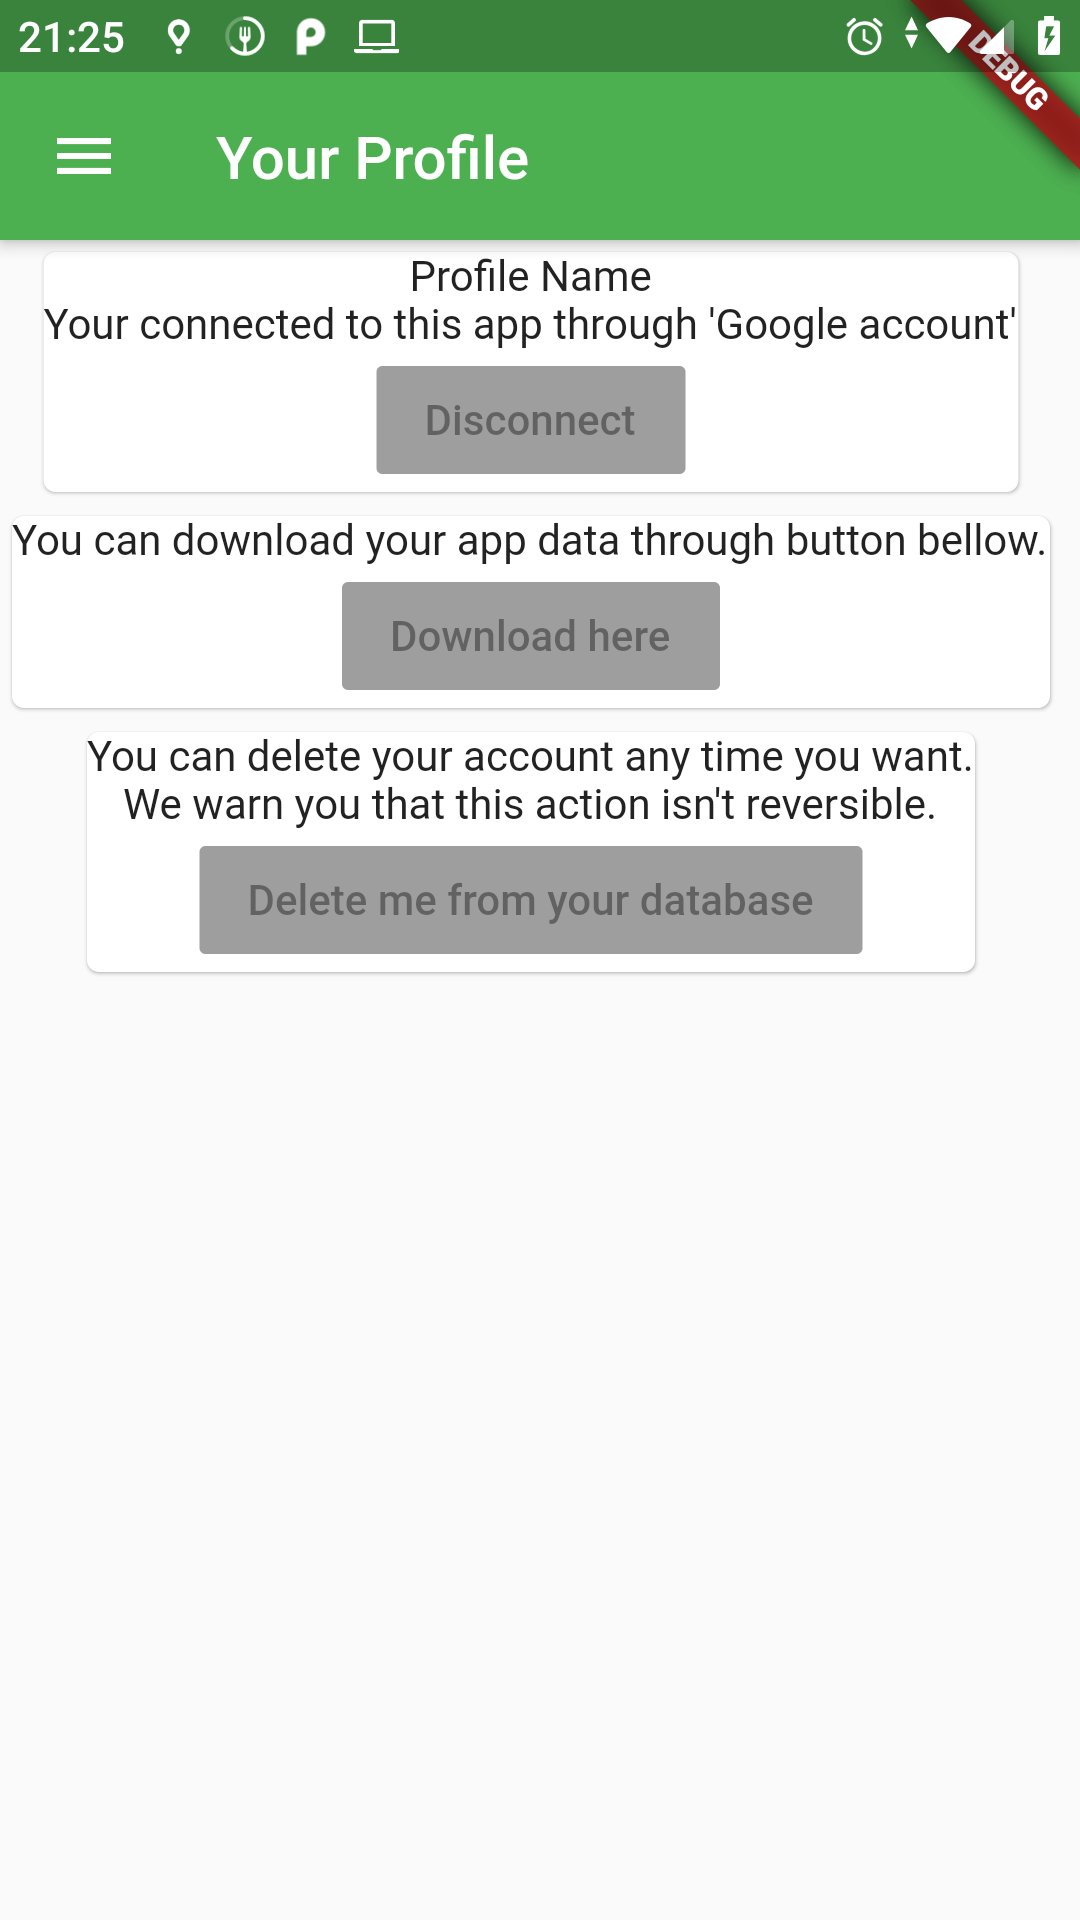 21:25
DEBUG
Your Profile
Profile Name
Your connected to this app through 'Google account'
Disconnect
You can download your app data through button bellow.
Download here
You can delete your account any time you want.
We warn you that this action isn't reversible.
Delete me from your database